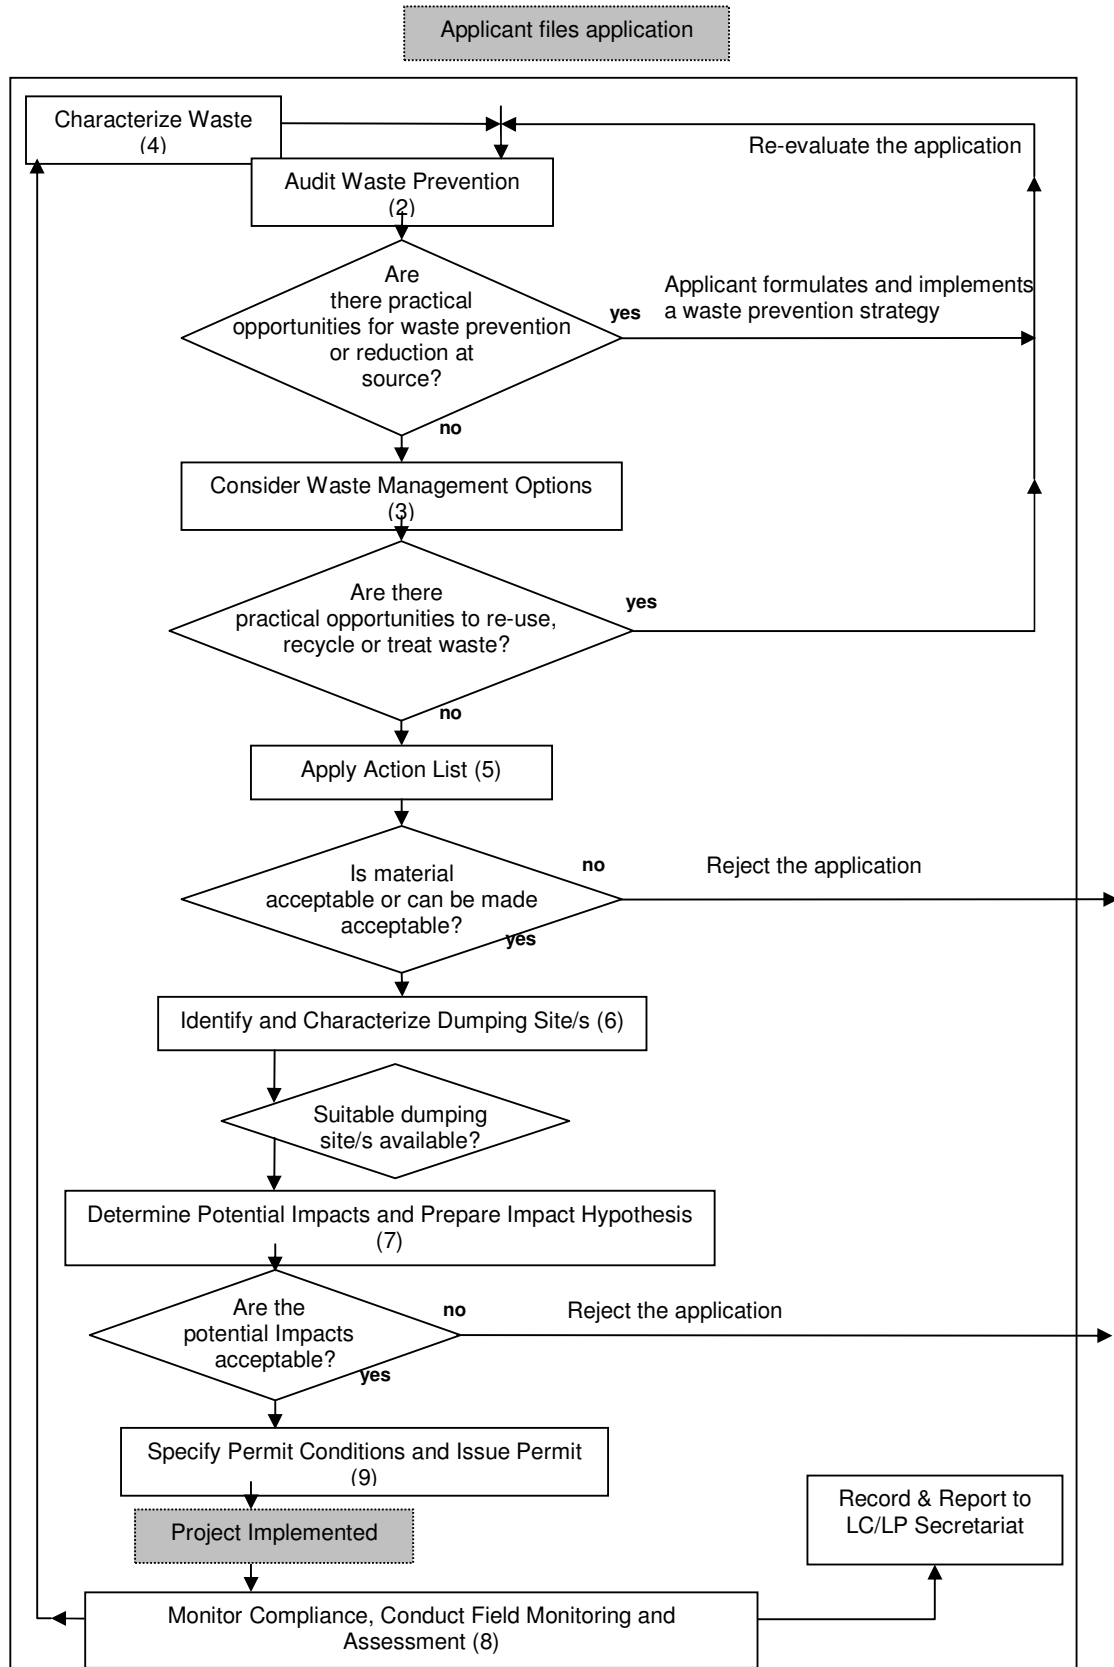 Applicant files application
Characterize Waste
(4)
Re-evaluate the application
Audit Waste Prevention
(2)
Are
there practical
opportunities for waste prevention
or reduction at
source?
yes
Applicant formulates and implements
a waste prevention strategy
no
Consider Waste Management Options
(3)
Are there
practical opportunities to re-use,
recycle or treat waste?
yes
no
Apply Action List (5)
Is material
acceptable or can be made
acceptable?
no
Reject the application
yes
Identify and Characterize Dumping Site/s (6)
Suitable dumping
site/s available?
Determine Potential Impacts and Prepare Impact Hypothesis
(7)
Are the
potential Impacts
acceptable?
no
Reject the application
yes
Specify Permit Conditions and Issue Permit
(9)
Project Implemented
Record & Report to
LC/LP Secretariat
Monitor Compliance, Conduct Field Monitoring and
Assessment (8)